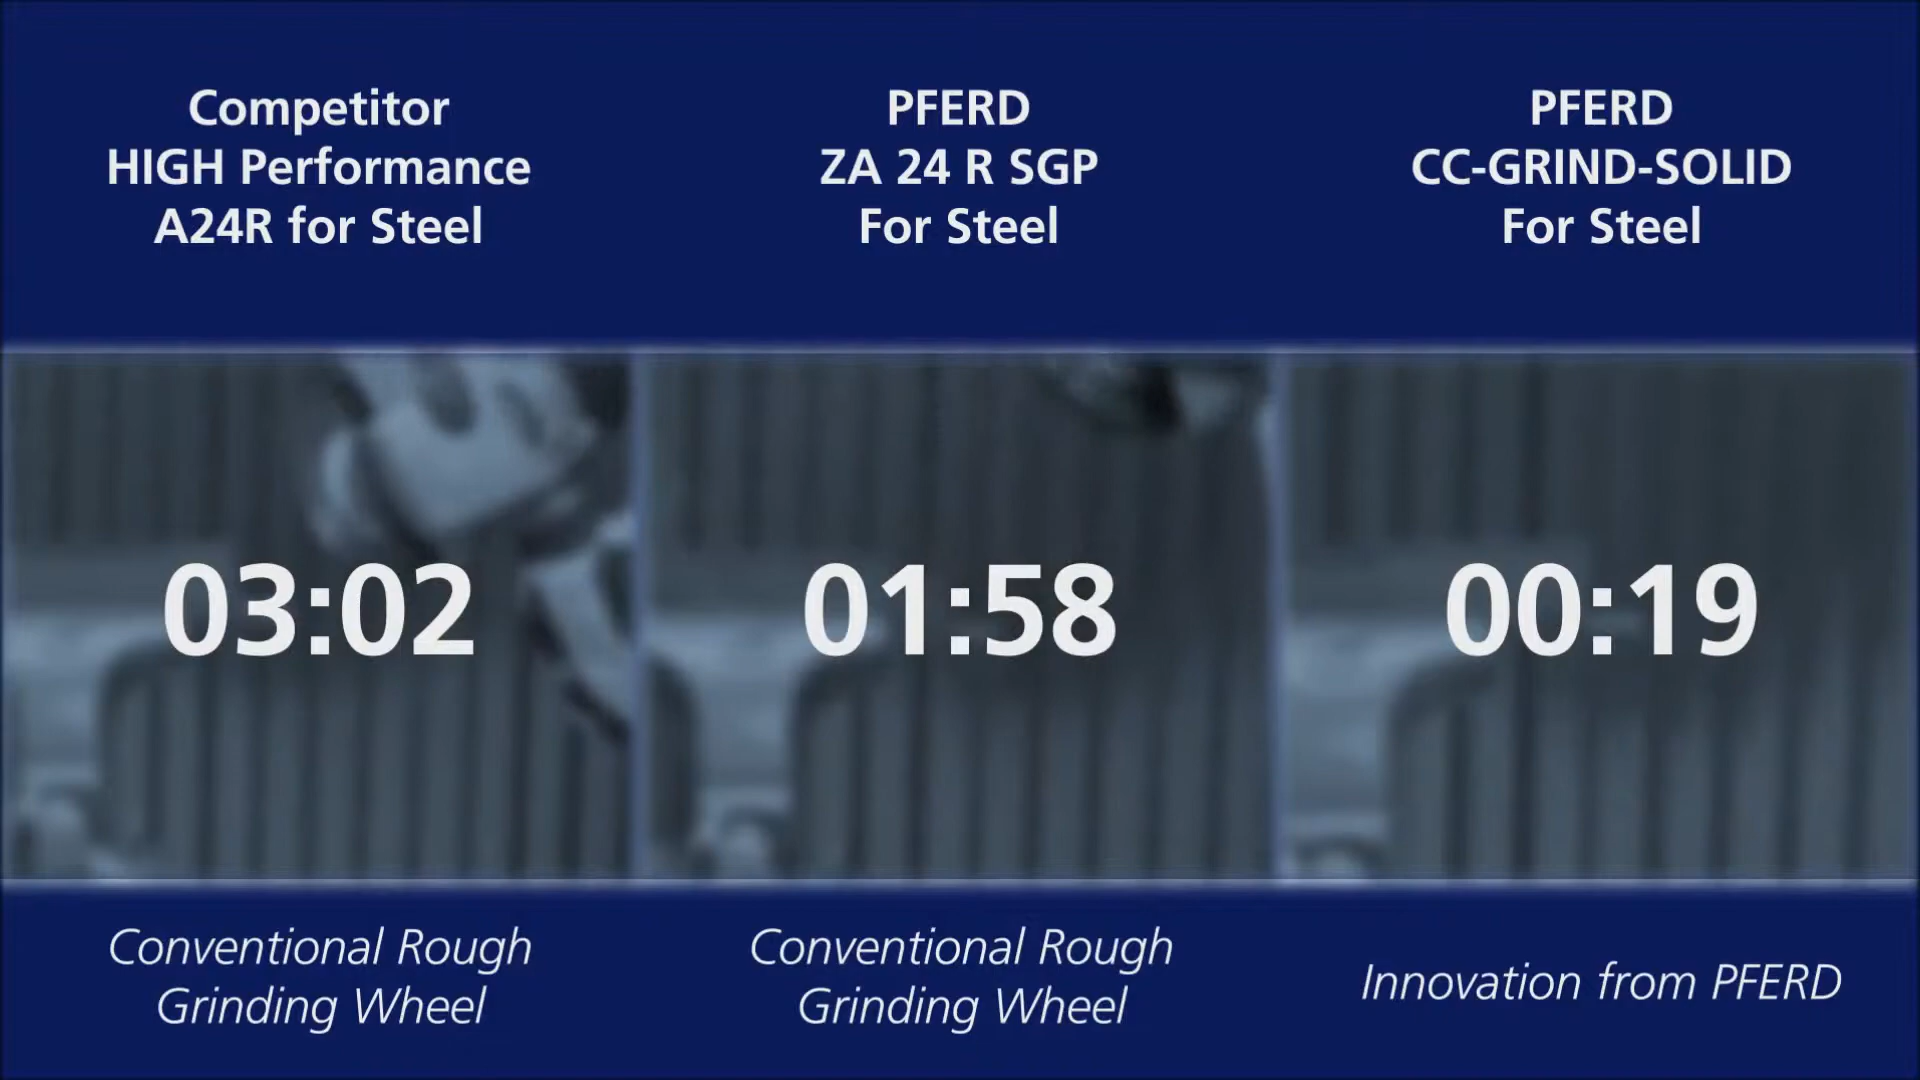 Competitor
HIGH Performance
A24R for Steel
PFERD
ZA 24 R SGP
For Steel
PFERD
CC-GRIND-SOLID
For Steel
03:02
01:58
00:19
Conventional Rough
Grinding Wheel
Conventional Rough
Grinding Wheel
Innovation from PFERD